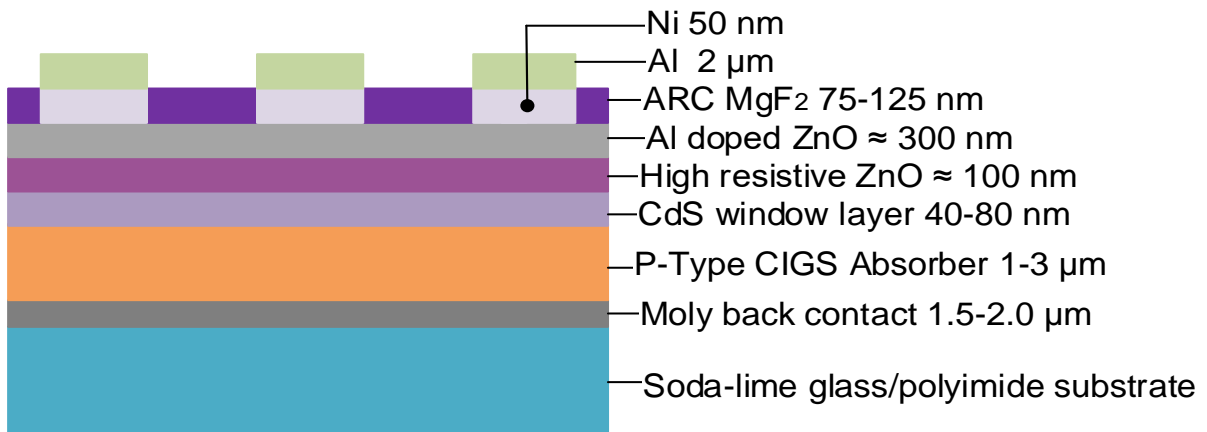 Ni 50 nm
Al  2 µm
ARC MgF2 75-125 nm
Al doped ZnO ≈ 300 nm
High resistive ZnO ≈ 100 nm
CdS window layer 40-80 nm
P-Type CIGS Absorber 1-3 µm
Moly back contact 1.5-2.0 µm
Soda-lime glass/polyimide substrate